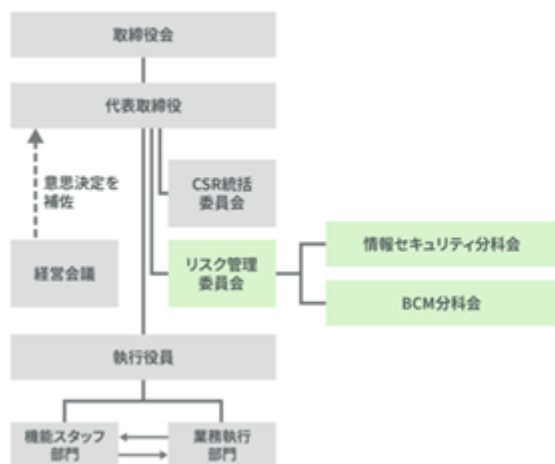 取締役会
代表取締役
意思決定を
補佐
CSR統括
委員会
経営会議
リスク管理
委員会
情報セキュリティ分科会
BCM分科会
執行役員
機能スタッフ
部門
業務執行
部門